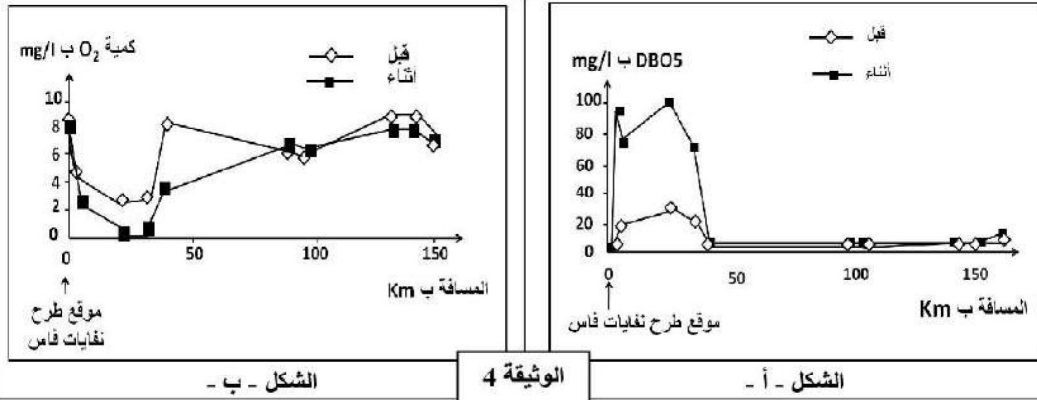 mg/l ب DBO5
قبل
أثناء
100
80
60
40
20
0
0
50
100
150
المسافة ب Km
موقع طرح نفايات فاس
الشكل - أ -
mg/l ب O₂ كمية
قبل
أثناء
10
8
6
4
2
0
0
50
100
150
المسافة ب Km
موقع طرح
نفايات فاس
الشكل - ب -
الوثيقة 4